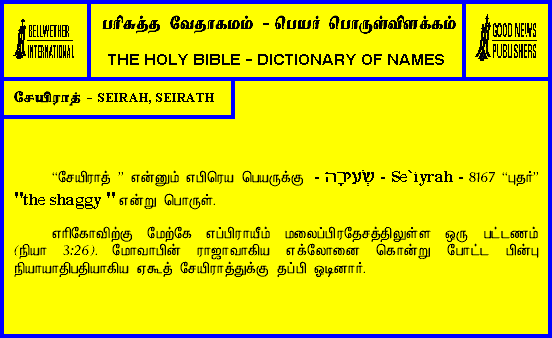 BELLWETHER
INTERNATIONAL
பரிசுத்த வேதாகமம் - பெயர் பொருள்விளக்கம்
THE HOLY BIBLE - DICTIONARY OF NAMES
GOOD NEWS
PUBLISHERS
சேயிராத் - SEIRAH, SEIRATH
“சேயிராத் ” என்னும் எபிரெய பெயருக்கு - שְׂעִירָה - Se`iyrah - 8167 “புதர்”
"the shaggy " என்று பொருள்.
எரிகோவிற்கு மேற்கே எப்பிராயீம் மலைப்பிரதேசத்திலுள்ள ஒரு பட்டணம்
(நியா 3:26). மோவாபின் ராஜாவாகிய எக்லோனை கொன்று போட்ட பின்பு
நியாயாதிபதியாகிய ஏகூத் சேயிராத்துக்கு தப்பி ஓடினார்.